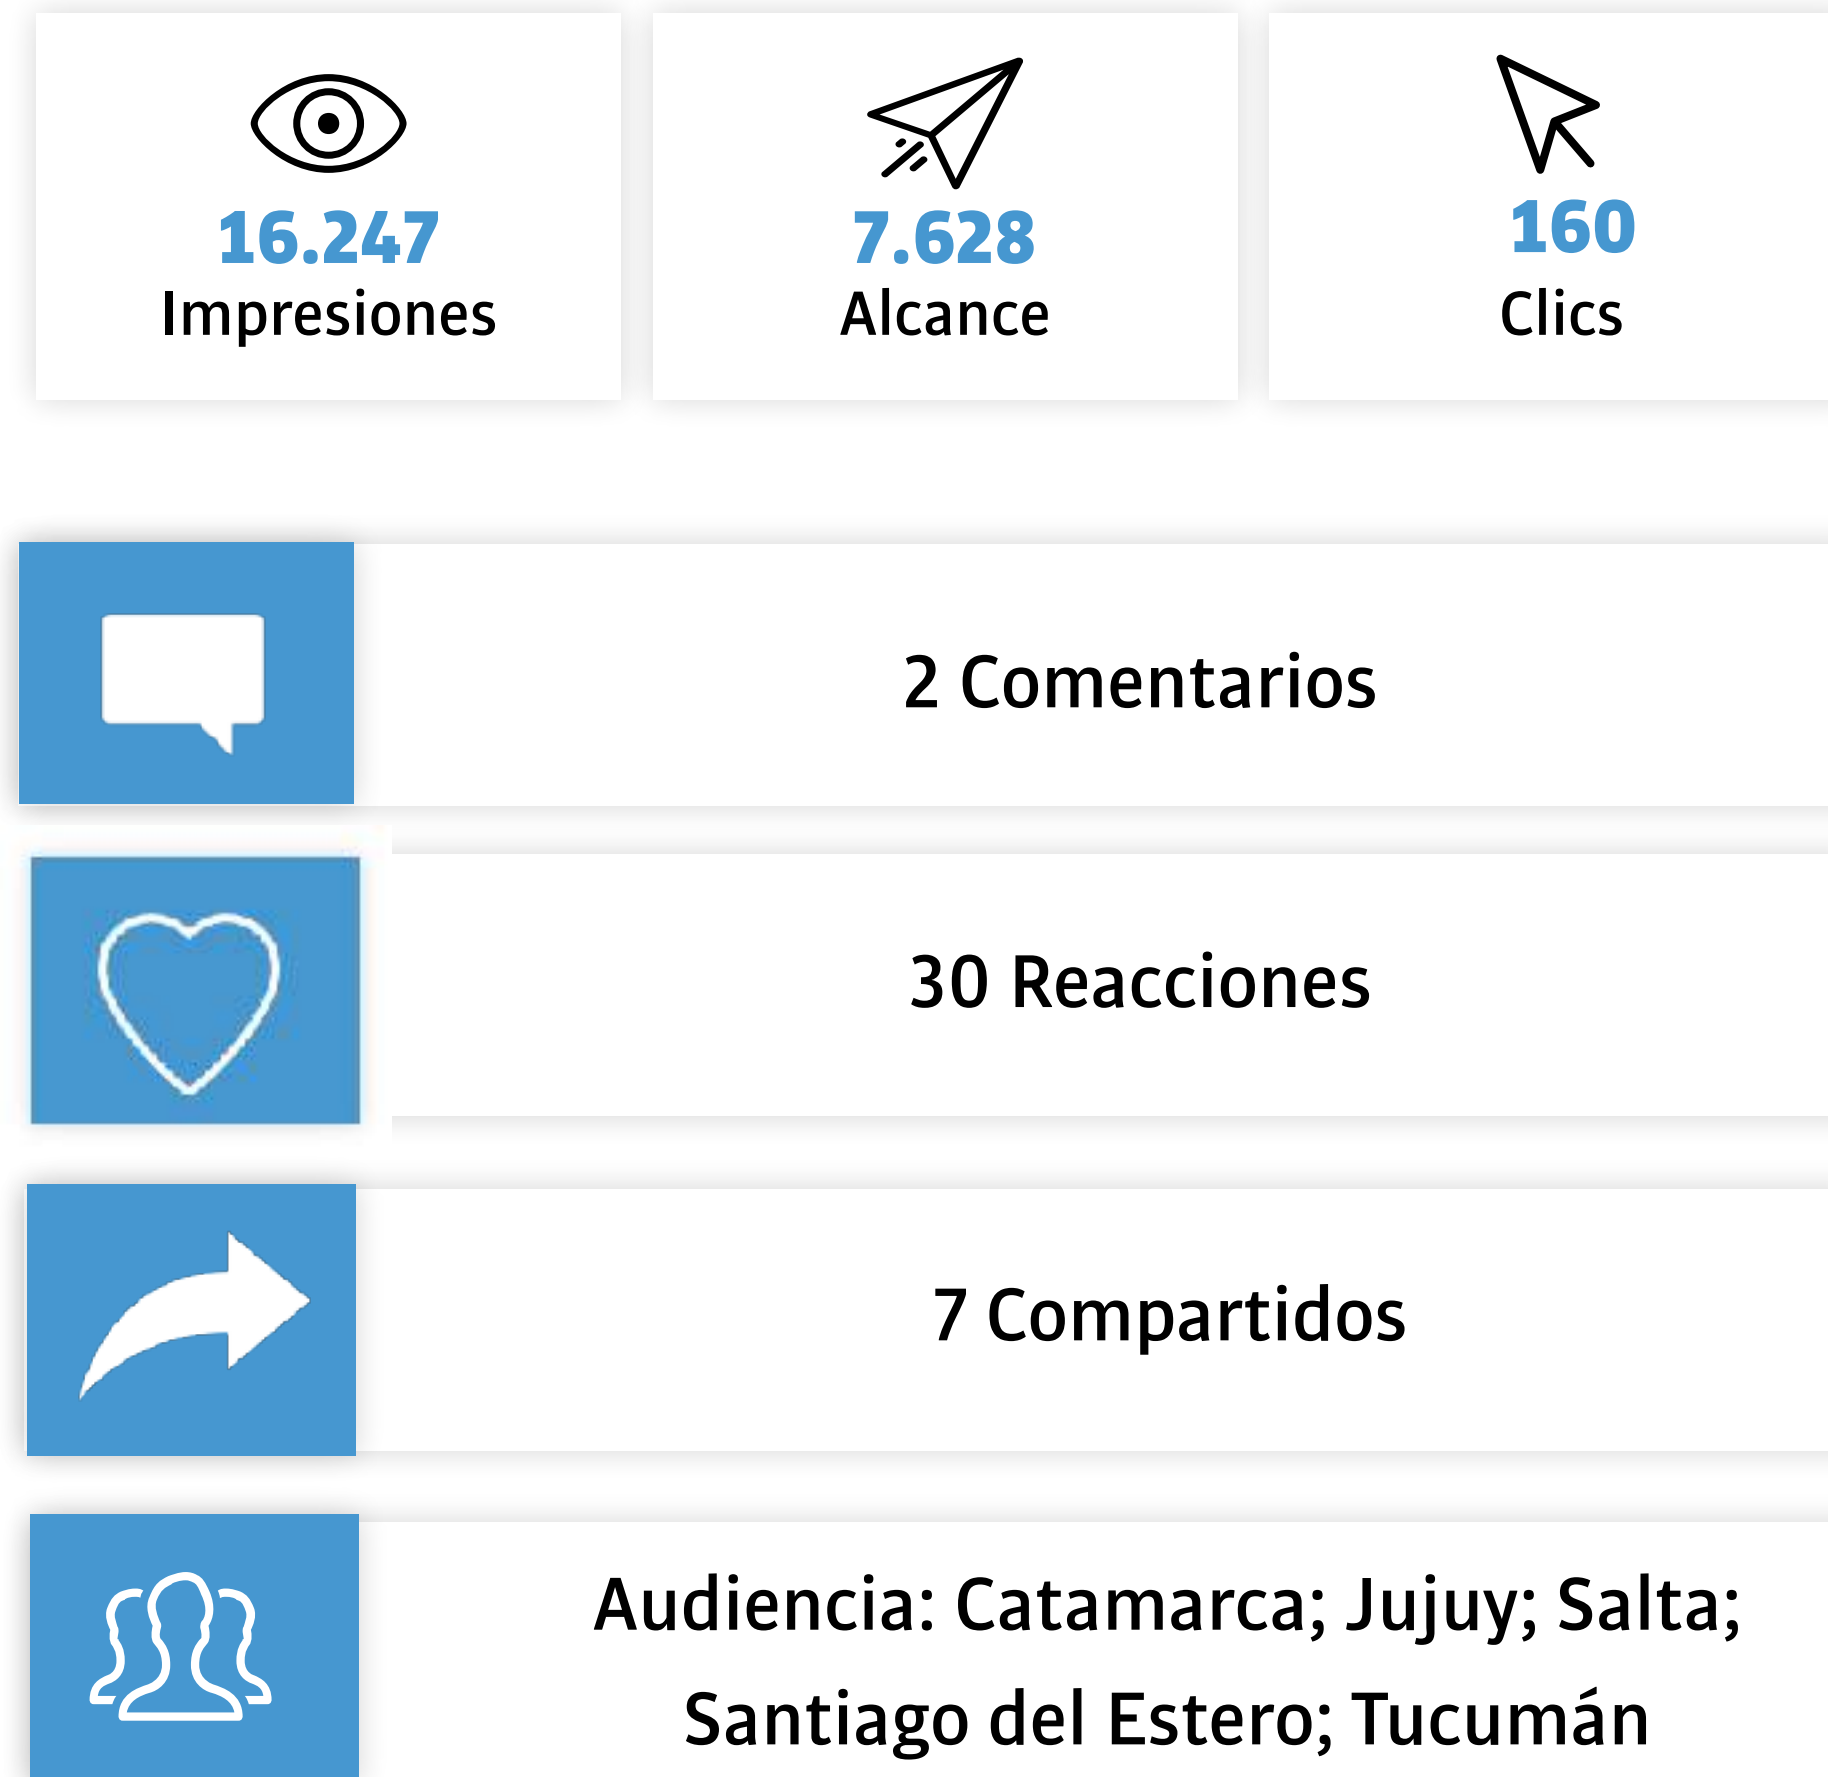 16.247
Impresiones
7.628
Alcance
160
Clics
2 Comentarios
30 Reacciones
7 Compartidos
Audiencia: Catamarca; Jujuy; Salta;
Santiago del Estero; Tucumán